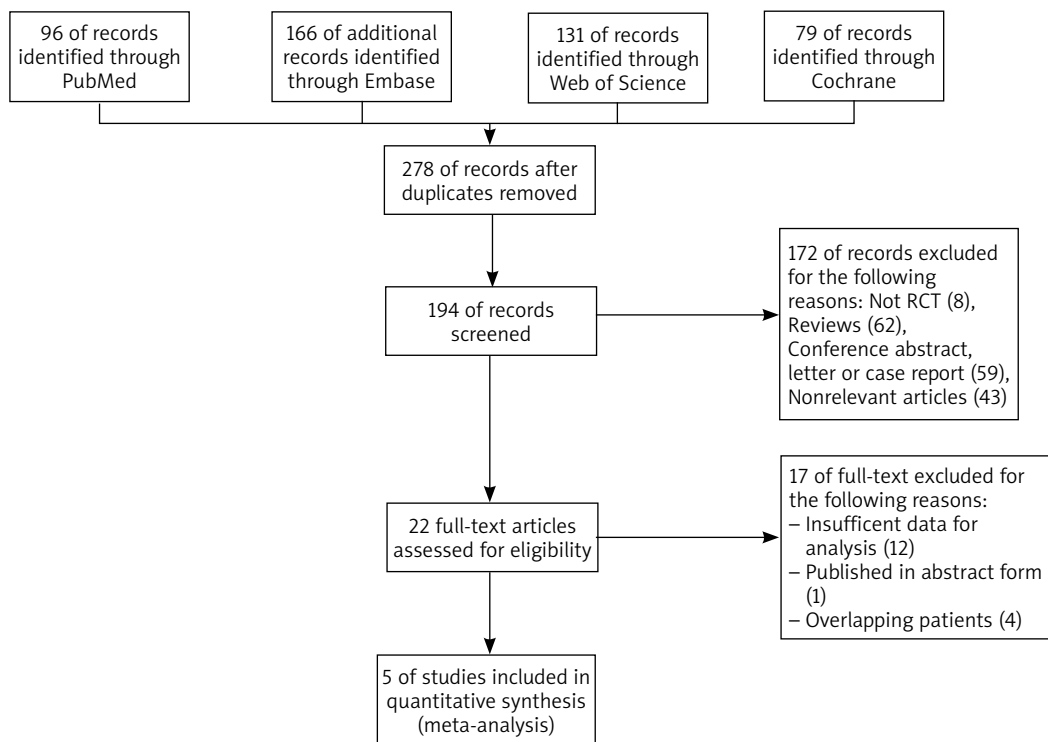 96 of records
identified through
PubMed
166 of additional
records identified
through Embase
131 of records
identified through
Web of Science
79 of records
identified through
Cochrane
278 of records after
duplicates removed
172 of records excluded
for the following
reasons: Not RCT (8),
Reviews (62),
Conference abstract,
letter or case report (59),
Nonrelevant articles (43)
194 of records
screened
17 of full-text excluded for
the following reasons:
– Insufficent data for
analysis (12)
– Published in abstract form
(1)
– Overlapping patients (4)
22 full-text articles
assessed for eligibility
5 of studies included in
quantitative synthesis
(meta-analysis)